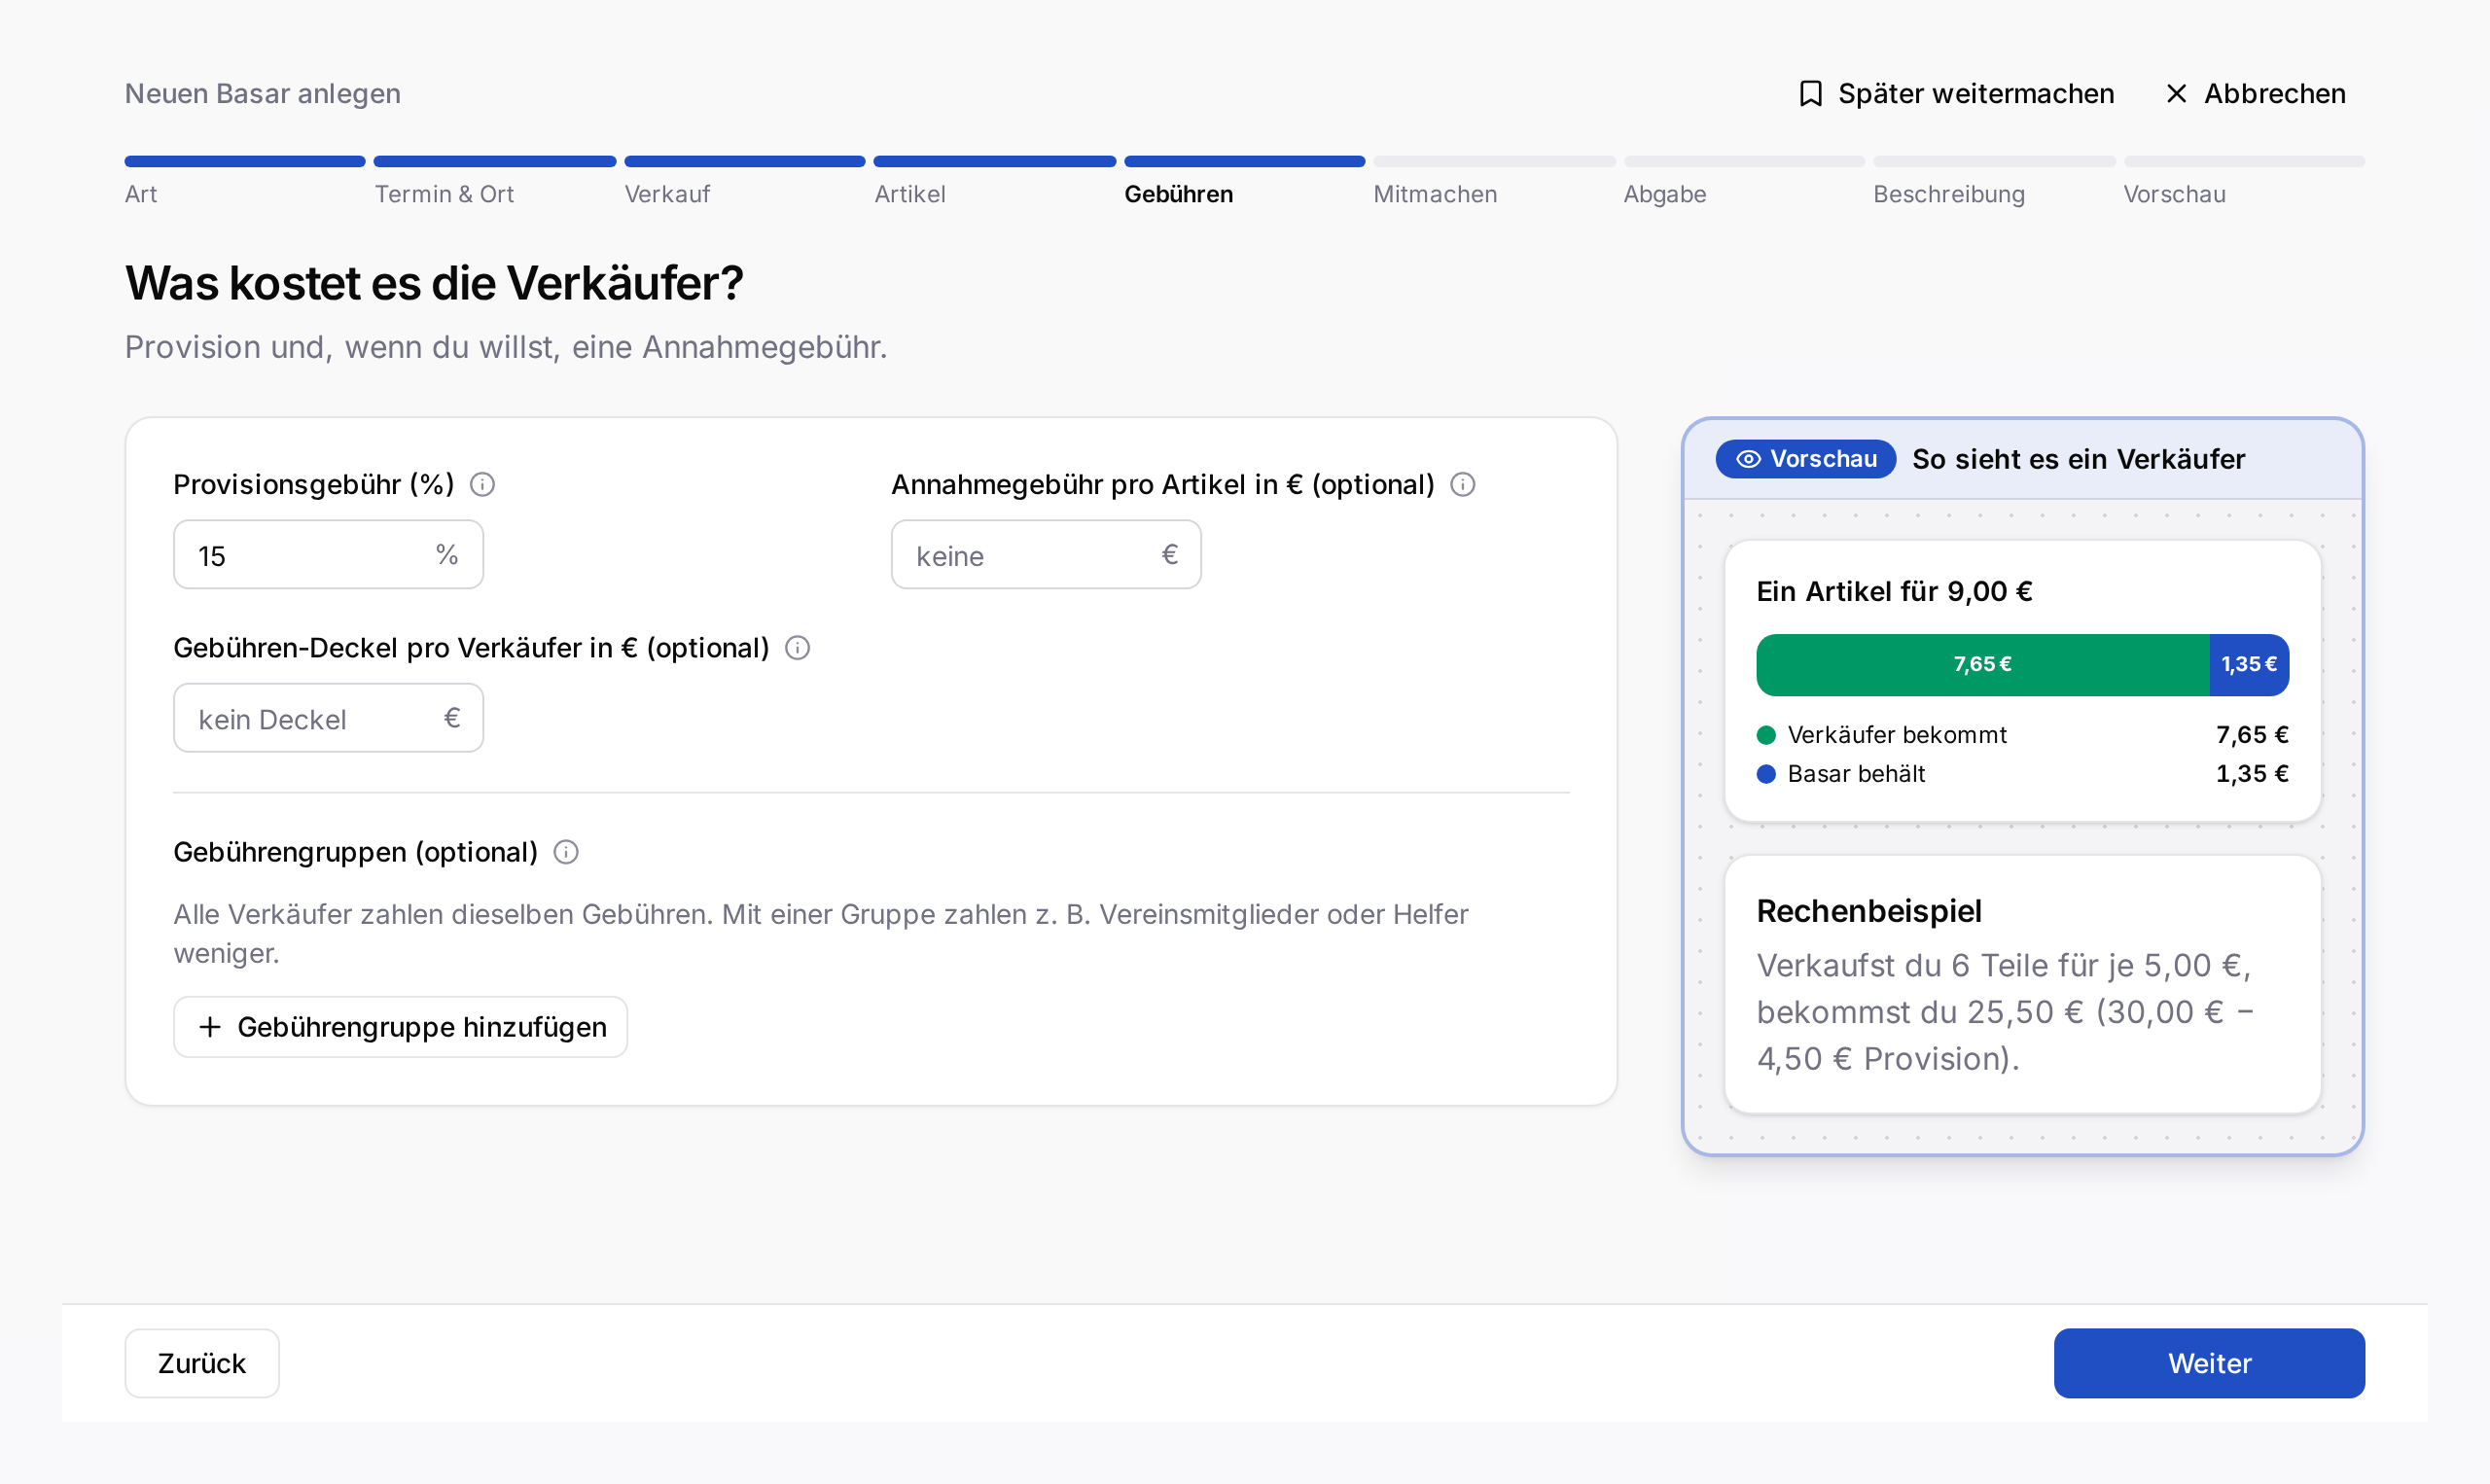 Neuen Basar anlegen
Später weitermachen
Abbrechen
Art
Termin & Ort
Verkauf
Artikel
Gebühren
Mitmachen
Abgabe
Beschreibung
Vorschau
Was kostet es die Verkäufer?
Provision und, wenn du willst, eine Annahmegebühr.
Provisionsgebühr (%)
15 %
Annahmegebühr pro Artikel in € (optional)
keine €
Gebühren-Deckel pro Verkäufer in € (optional)
kein Deckel €
Gebührengruppen (optional)
Alle Verkäufer zahlen dieselben Gebühren. Mit einer Gruppe zahlen z. B. Vereinsmitglieder oder Helfer
weniger.
Gebührengruppe hinzufügen
Vorschau
So sieht es ein Verkäufer
Ein Artikel für 9,00 €
7,65 €
1,35 €
Verkäufer bekommt 7,65 €
Basar behält 1,35 €
Rechenbeispiel
Verkaufst du 6 Teile für je 5,00 €,
bekommst du 25,50 € (30,00 € −
4,50 € Provision).
Zurück
Weiter